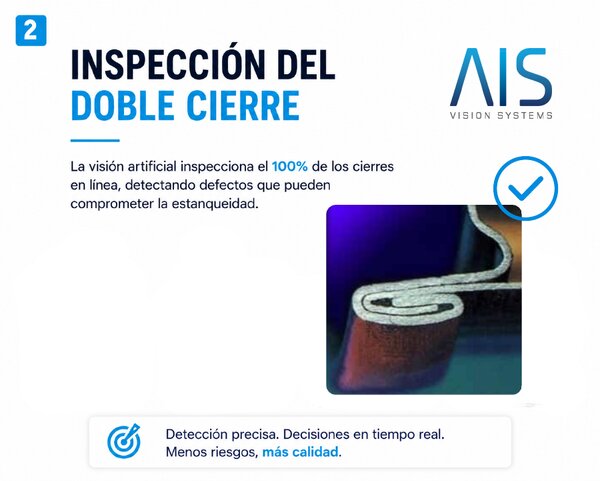 2
INSPECCIÓN DEL
DOBLE CIERRE
AIS
VISION SYSTEMS
La visión artificial inspecciona el 100% de los cierres
en línea, detectando defectos que pueden
comprometer la estanqueidad.
Detección precisa. Decisiones en tiempo real.
Menos riesgos, más calidad.